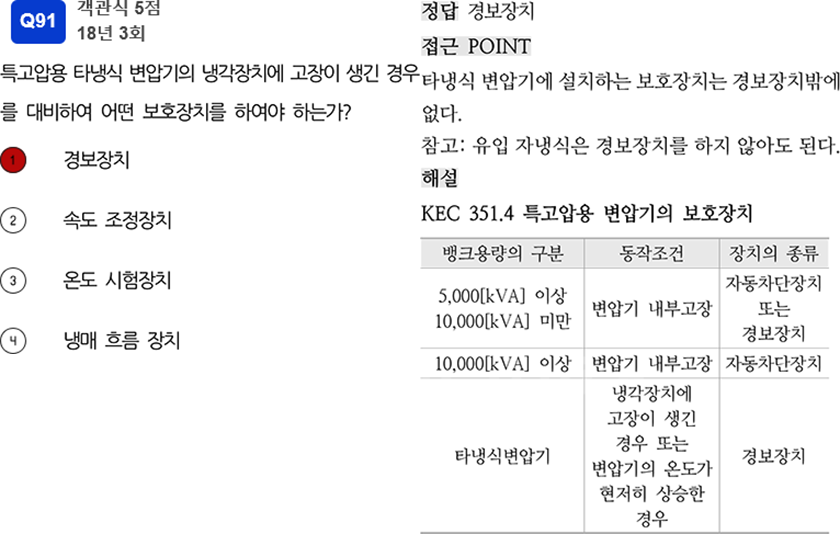 Q91
객관식 5점
18년 3회
특고압용 타냉식 변압기의 냉각장치에 고장이 생긴 경우
를 대비하여 어떤 보호장치를 하여야 하는가?
1 경보장치
2 속도 조정장치
3 온도 시험장치
4 냉매 흐름 장치
정답 경보장치
접근 POINT
타냉식 변압기에 설치하는 보호장치는 경보장치밖에
없다.
참고: 유입 자냉식은 경보장치를 하지 않아도 된다.
해설
KEC 351.4 특고압용 변압기의 보호장치
뱅크용량의 구분 동작조건 장치의 종류
5,000[kVA] 이상
10,000[kVA] 미만
변압기 내부고장
자동차단장치
또는
경보장치
10,000[kVA] 이상 변압기 내부고장 자동차단장치
타냉식변압기
냉각장치에
고장이 생긴
경우 또는
변압기의 온도가
현저히 상승한
경우
경보장치